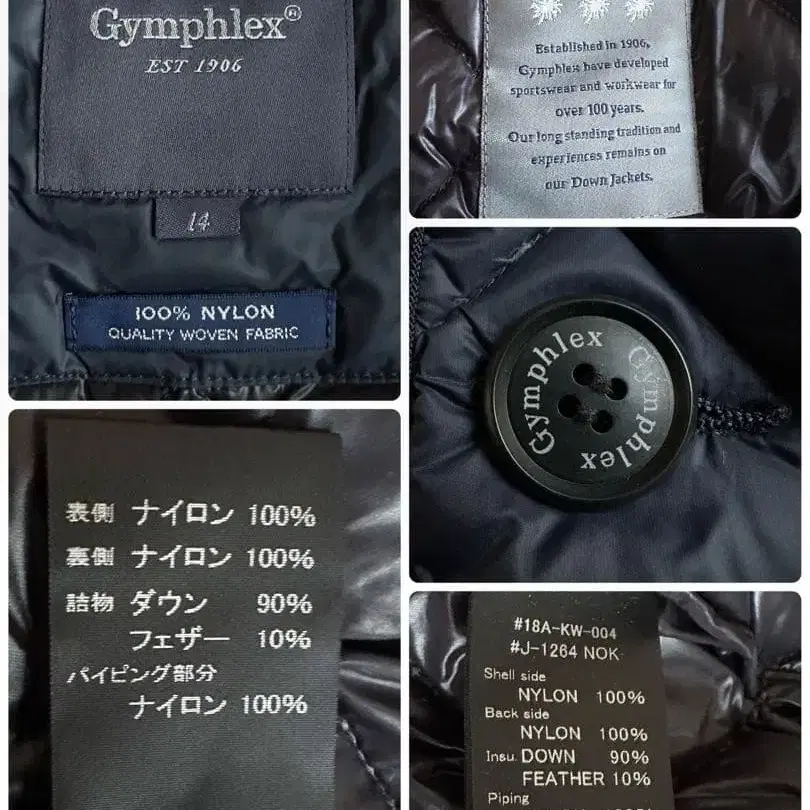 Gymphlex®
EST 1906
14
100% NYLON
QUALITY WOVEN FABRIC
Established in 1906,
Gymphlex have developed
sportswear and workwear for
over 100 years.
Our long standing tradition and
experiences remains on
our Down Jackets.
Gymphlex
Gymphlex
表側 ナイロン 100%
裏側 ナイロン 100%
詰物 ダウン 90%
フェザー 10%
パイピング部分
ナイロン 100%
#18A-KW-004
#J-1264 NOK
Shell side
NYLON 100%
Back side
NYLON 100%
Insu. DOWN 90%
FEATHER 10%
Piping